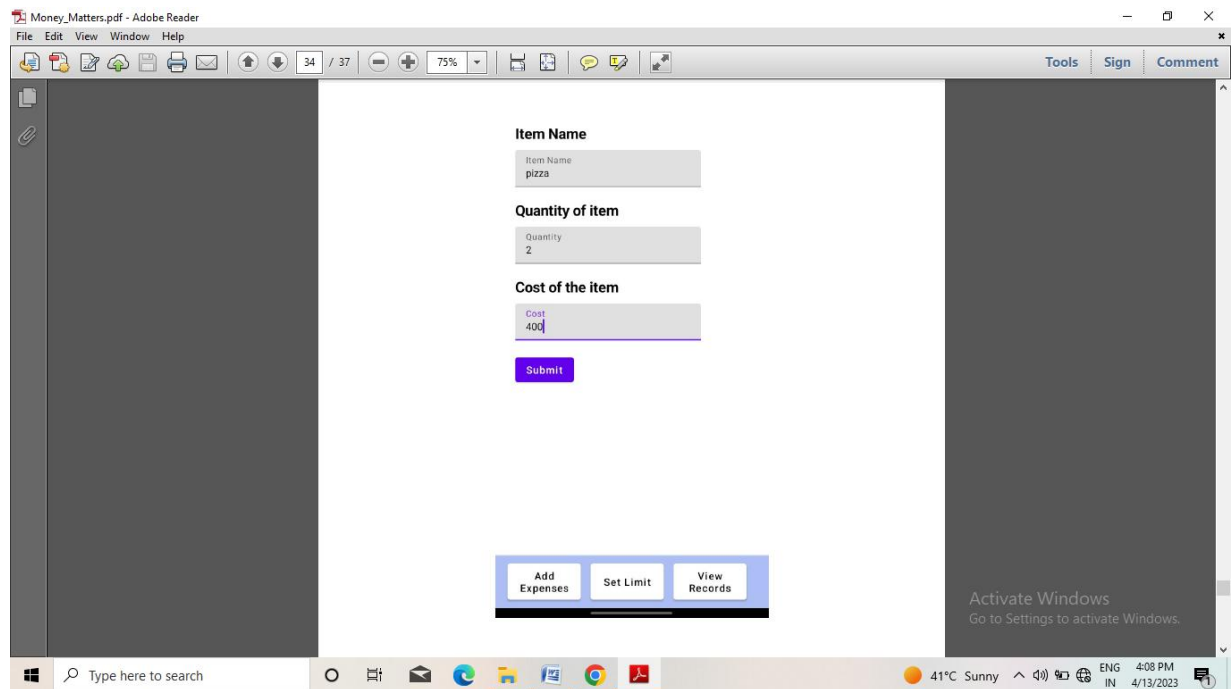 Money_Matters.pdf - Adobe Reader
File Edit View Window Help
34 / 37 75% Tools Sign Comment
Item Name
Item Name
pizza
Quantity of item
Quantity
2
Cost of the item
Cost
400
Submit
Add
Expenses
Set Limit
View
Records
Activate Windows
Go to Settings to activate Windows.
Type here to search
41°C Sunny
ENG
IN
4:08 PM
4/13/2023
1